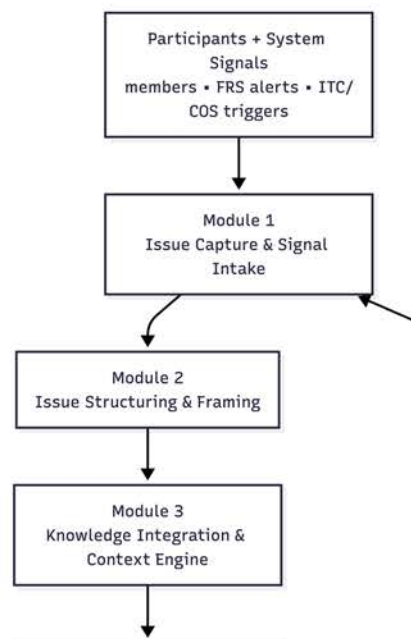 Participants + System
Signals
members • FRS alerts • ITC/
COS triggers
Module 1
Issue Capture & Signal
Intake
Module 2
Issue Structuring & Framing
Module 3
Knowledge Integration &
Context Engine